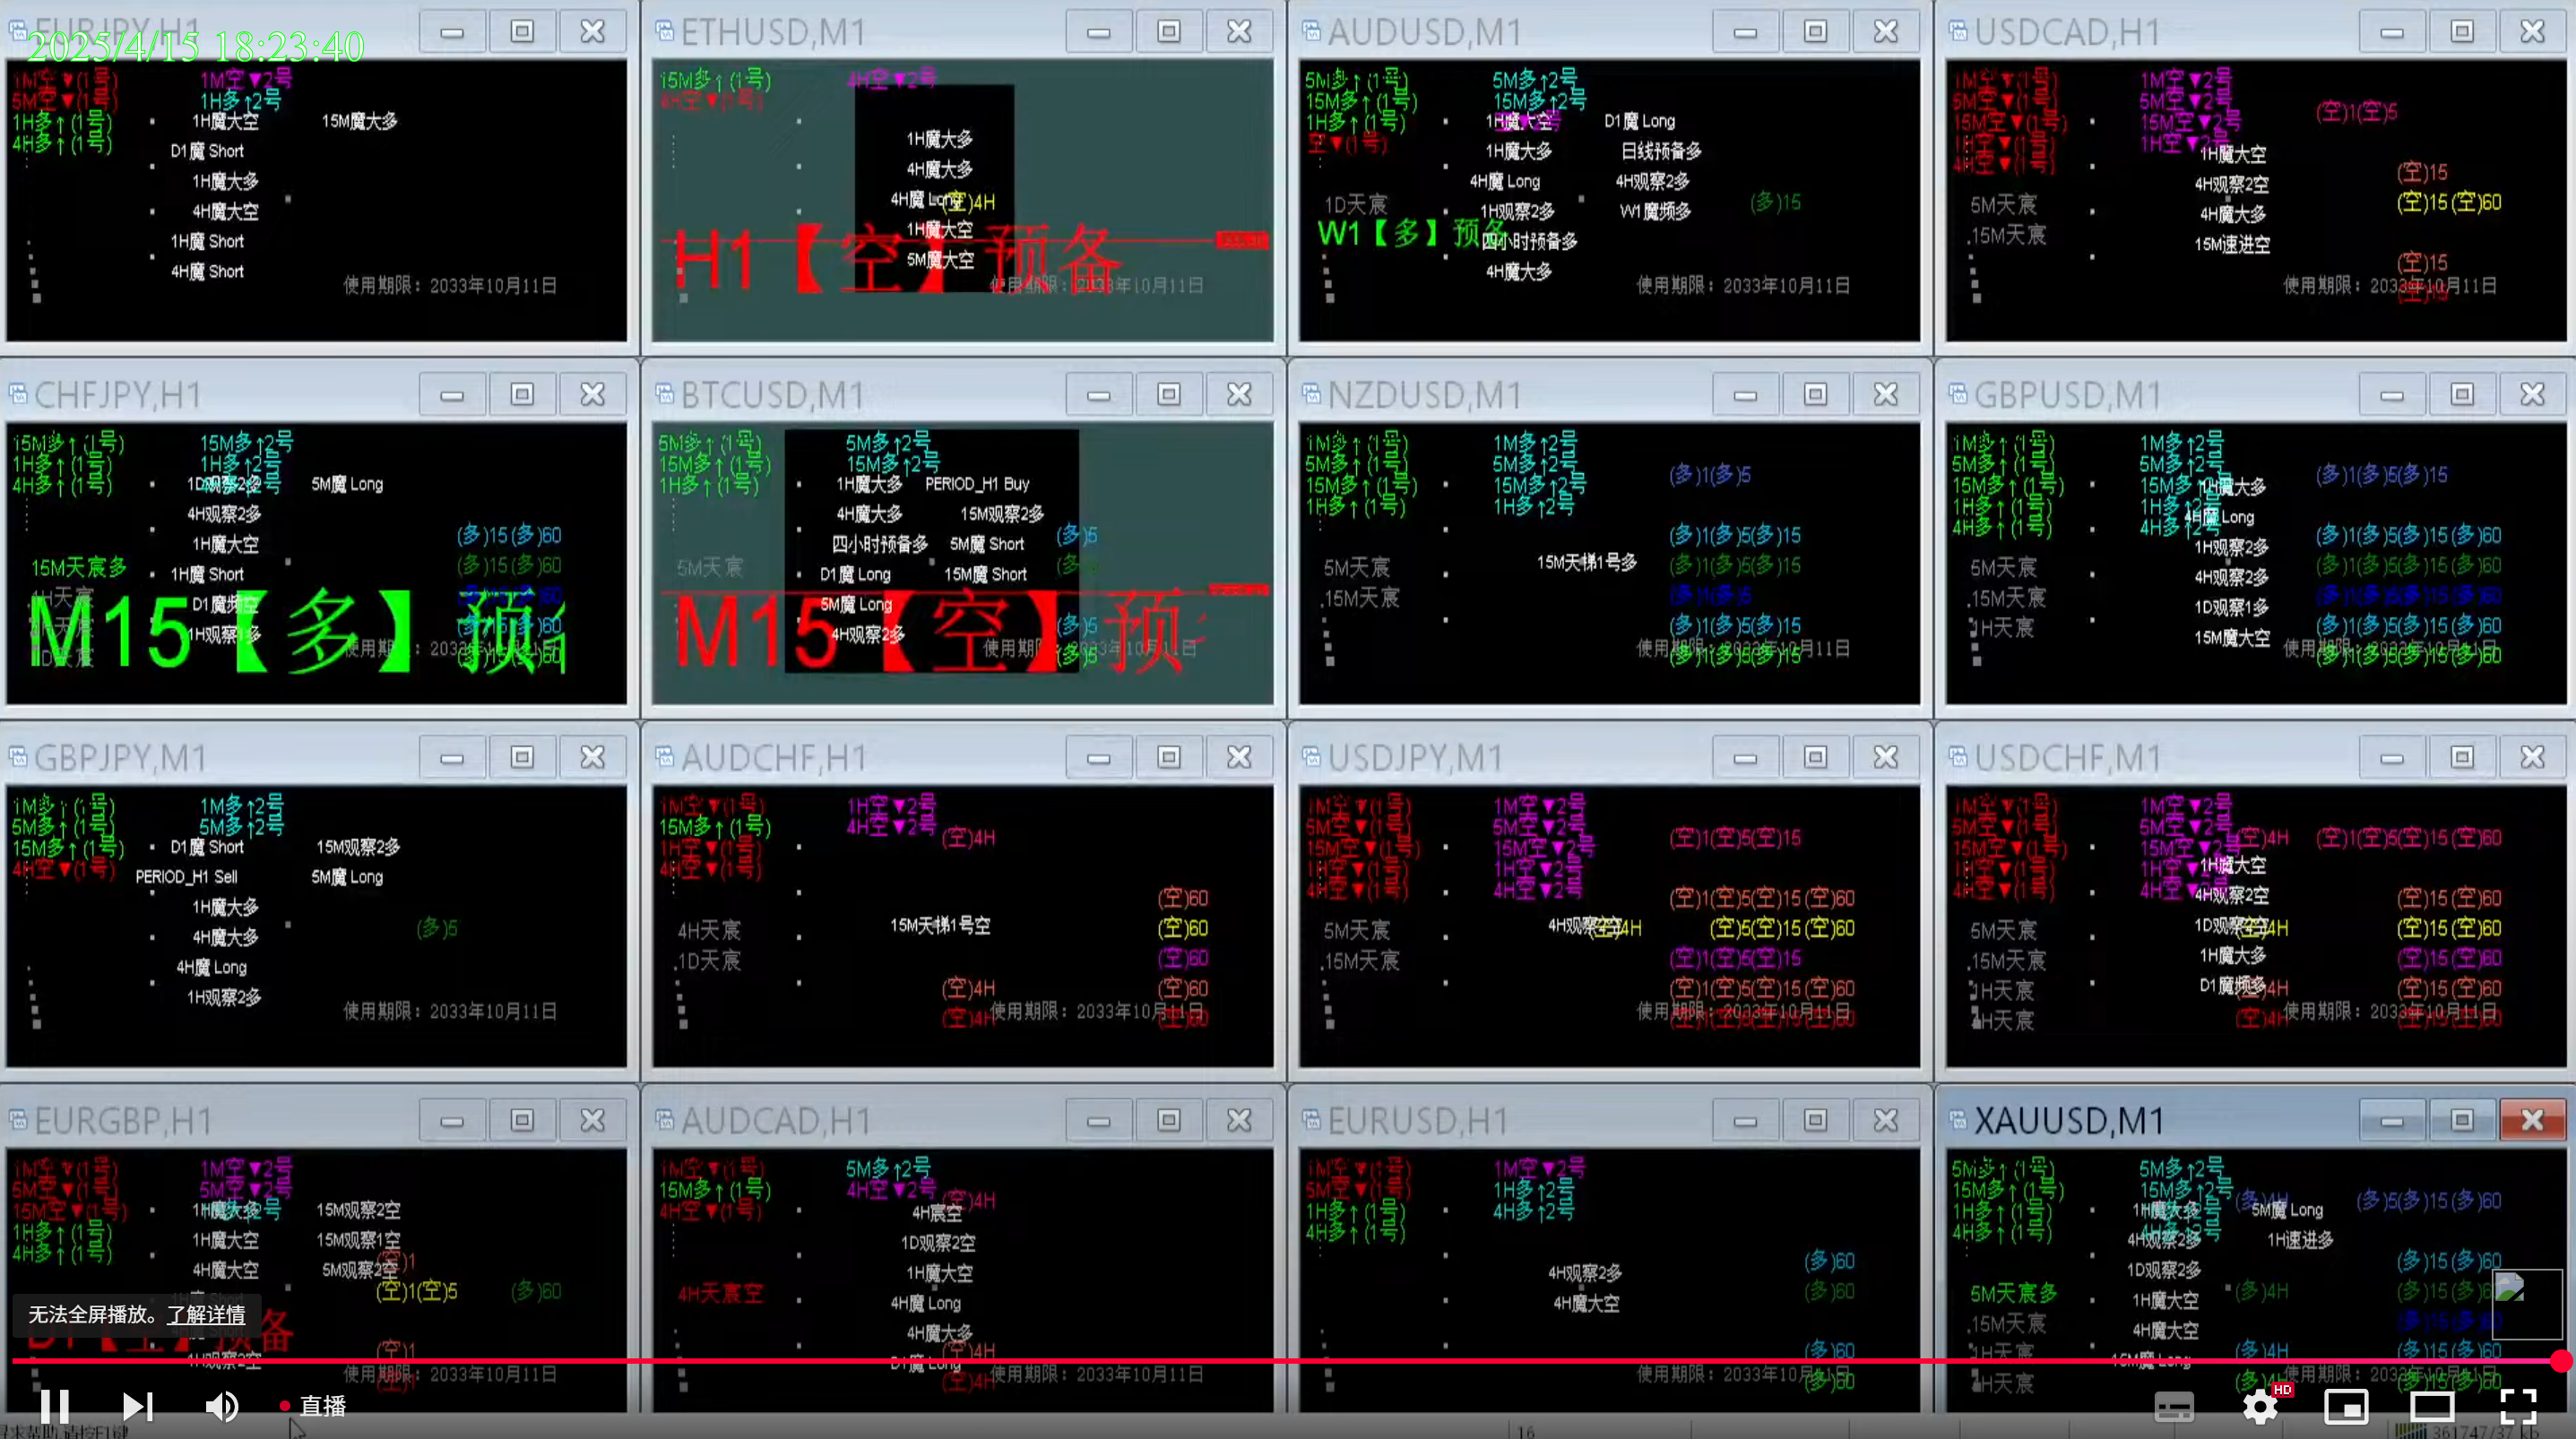 EURJPY,H1
2025/4/15 18:23:40
1M空▼(1号) 1M空▼2号
5M空▼(1号) 1H多↑2号
1H多↑(1号) 1H魔大空 15M魔大多
4H多↑(1号)
D1魔 Short
1H魔大多
4H魔大空
1H魔 Short
4H魔 Short
使用期限：2033年10月11日
ETHUSD,M1
15M多↑(1号) 4H空▼2号
4H空▼(1号)
1H魔大多
4H魔大多
4H魔 Long (空)4H
1H魔大空
H1【空】预备
5M魔大空
使用期限：2033年10月11日
AUDUSD,M1
5M多↑(1号) 5M多↑2号
15M多↑(1号) 15M多↑2号
1H多↑(1号) 1H魔大空 D1魔 Long
空▼(1号)
1H魔大多 日线预备多
4H魔 Long 4H观察2多
1D天宸 1H观察2多 W1魔频多 (多)15
W1【多】预备
四小时预备多
4H魔大多
使用期限：2033年10月11日
USDCAD,H1
1M空▼(1号) 1M空▼2号
5M空▼(1号) 5M空▼2号 (空)1(空)5
15M空▼(1号) 15M空▼2号
1H空▼(1号) 1H空▼2号
4H空▼(1号) 1H魔大空
4H观察2空 (空)15
5M天宸 4H魔大多 (空)15(空)60
.15M天宸 15M速进空
(空)15
使用期限：2033年10月11日
(空)15
CHFJPY,H1
15M多↑(1号) 15M多↑2号
1H多↑(1号) 1H多↑2号
4H多↑(1号) 1D观察2多 5M魔 Long
4H观察2多
1H魔大空 (多)15(多)60
15M天宸多 1H魔 Short (多)15(多)60
4H天宸 D1魔频空
M15【多】预备
1H观察1多 (多)15(多)60
1D天宸 使用期限：2033
(多)15(多)60
BTCUSD,M1
5M多↑(1号) 5M多↑2号
15M多↑(1号) 15M多↑2号
1H多↑(1号) 1H魔大多 PERIOD_H1 Buy
4H魔大多 15M观察2多
四小时预备多 5M魔 Short (多)5
5M天宸 D1魔 Long 15M魔 Short
5M魔 Long
M15【空】预
4H观察2多 (多)5
使用期限：2033年10月11日
(多)5
NZDUSD,M1
1M多↑(1号) 1M多↑2号
5M多↑(1号) 5M多↑2号 (多)1(多)5
15M多↑(1号) 15M多↑2号
1H多↑(1号) 1H多↑2号
(多)1(多)5(多)15
5M天宸 15M天梯1号多 (多)1(多)5(多)15
.15M天宸 (多)1(多)5
(多)1(多)5(多)15
使用期限：2033年10月11日
(多)1(多)5(多)15
GBPUSD,M1
1M多↑(1号) 1M多↑2号
5M多↑(1号) 5M多↑2号 (多)1(多)5(多)15
15M多↑(1号) 15M多↑2号 1H魔大多
1H多↑(1号) 1H多↑2号 4H魔 Long
4H多↑(1号) 4H多↑2号
1H观察2多 (多)1(多)5(多)15(多)60
5M天宸 4H观察2多 (多)1(多)5(多)15(多)60
.15M天宸 1D观察1多 (多)1(多)5(多)15(多)60
1H天宸 15M魔大空 (多)1(多)5(多)15(多)60
使用期限：2033年10月11日
(多)1(多)5(多)15(多)60
GBPJPY,M1
1M多↑(1号) 1M多↑2号
5M多↑(1号) 5M多↑2号
15M多↑(1号) D1魔 Short 15M观察2多
4H空▼(1号) PERIOD_H1 Sell 5M魔 Long
1H魔大多
4H魔大多 (多)5
4H魔 Long
1H观察2多
使用期限：2033年10月11日
AUDCHF,H1
1M空▼(1号) 1H空▼2号
15M多↑(1号) 4H空▼2号 (空)4H
1H空▼(1号)
4H空▼(1号)
(空)60
4H天宸 15M天梯1号空 (空)60
.1D天宸 (空)60
(空)4H (空)60
使用期限：2033年10月11日
(空)4H (空)60
USDJPY,M1
1M空▼(1号) 1M空▼2号
5M空▼(1号) 5M空▼2号 (空)1(空)5(空)15
15M空▼(1号) 15M空▼2号
1H空▼(1号) 1H空▼2号
4H空▼(1号) 4H空▼2号
(空)1(空)5(空)15(空)60
5M天宸 4H观察2空 (空)4H (空)5(空)15(空)60
.15M天宸 (空)1(空)5(空)15
(空)1(空)5(空)15(空)60
使用期限：2033年10月11日
(空)1(空)5(空)15(空)60
USDCHF,M1
1M空▼(1号) 1M空▼2号
5M空▼(1号) 5M空▼2号 (空)4H (空)1(空)5(空)15(空)60
15M空▼(1号) 15M空▼2号
1H空▼(1号) 1H空▼2号 1H魔大空
4H空▼(1号) 4H空▼2号 4H观察2空 (空)15(空)60
5M天宸 1D观察2空 (空)4H (空)15(空)60
.15M天宸 1H魔大多 (空)15(空)60
1H天宸 D1魔频多 (空)4H (空)15(空)60
4H天宸 (空)4H 使用期限：2033年10月11日
(空)15(空)60
EURGBP,H1
1M空▼(1号) 1M空▼2号
5M空▼(1号) 5M空▼2号
15M空▼(1号) 1H魔大多 15M观察2空
1H多↑(1号) 1H魔大空 15M观察1空
4H多↑(1号) 4H魔大空 5M观察2空 (空)1
(空)1(空)5 (多)60
无法全屏播放。了解详情
D1【空】预备
1H观察2空 (空)1
使用期限：2033年10月11日
AUDCAD,H1
1M空▼(1号) 5M多↑2号
15M多↑(1号) 4H空▼2号 (空)4H
4H空▼(1号) 4H宸空
1D观察2空
1H魔大空
4H天宸空 4H魔 Long
4H魔大多
D1魔 Long (空)4H
使用期限：2033年10月11日
(空)4H
EURUSD,H1
1M空▼(1号) 1M空▼2号
5M空▼(1号) 1H多↑2号
1H多↑(1号) 4H多↑2号
4H多↑(1号)
(多)60
4H观察2多 (多)60
4H魔大空
(多)60
使用期限：2033年10月11日
(多)60
XAUUSD,M1
5M多↑(1号) 5M多↑2号
15M多↑(1号) 15M多↑2号 (多)4H (多)5(多)15(多)60
1H多↑(1号) 1H魔大多 5M魔 Long
4H多↑(1号) 4H观察2多 1H速进多
1D观察2多 (多)15(多)60
5M天宸多 1H魔大空 (多)4H
.15M天宸 4H魔大空 (多)15(多)60
1H天宸 15M魔 Long (多)4H (多)15(多)60
4H天宸 使用期限：2033年10月11日
直播
HD
16
361747/37 kb